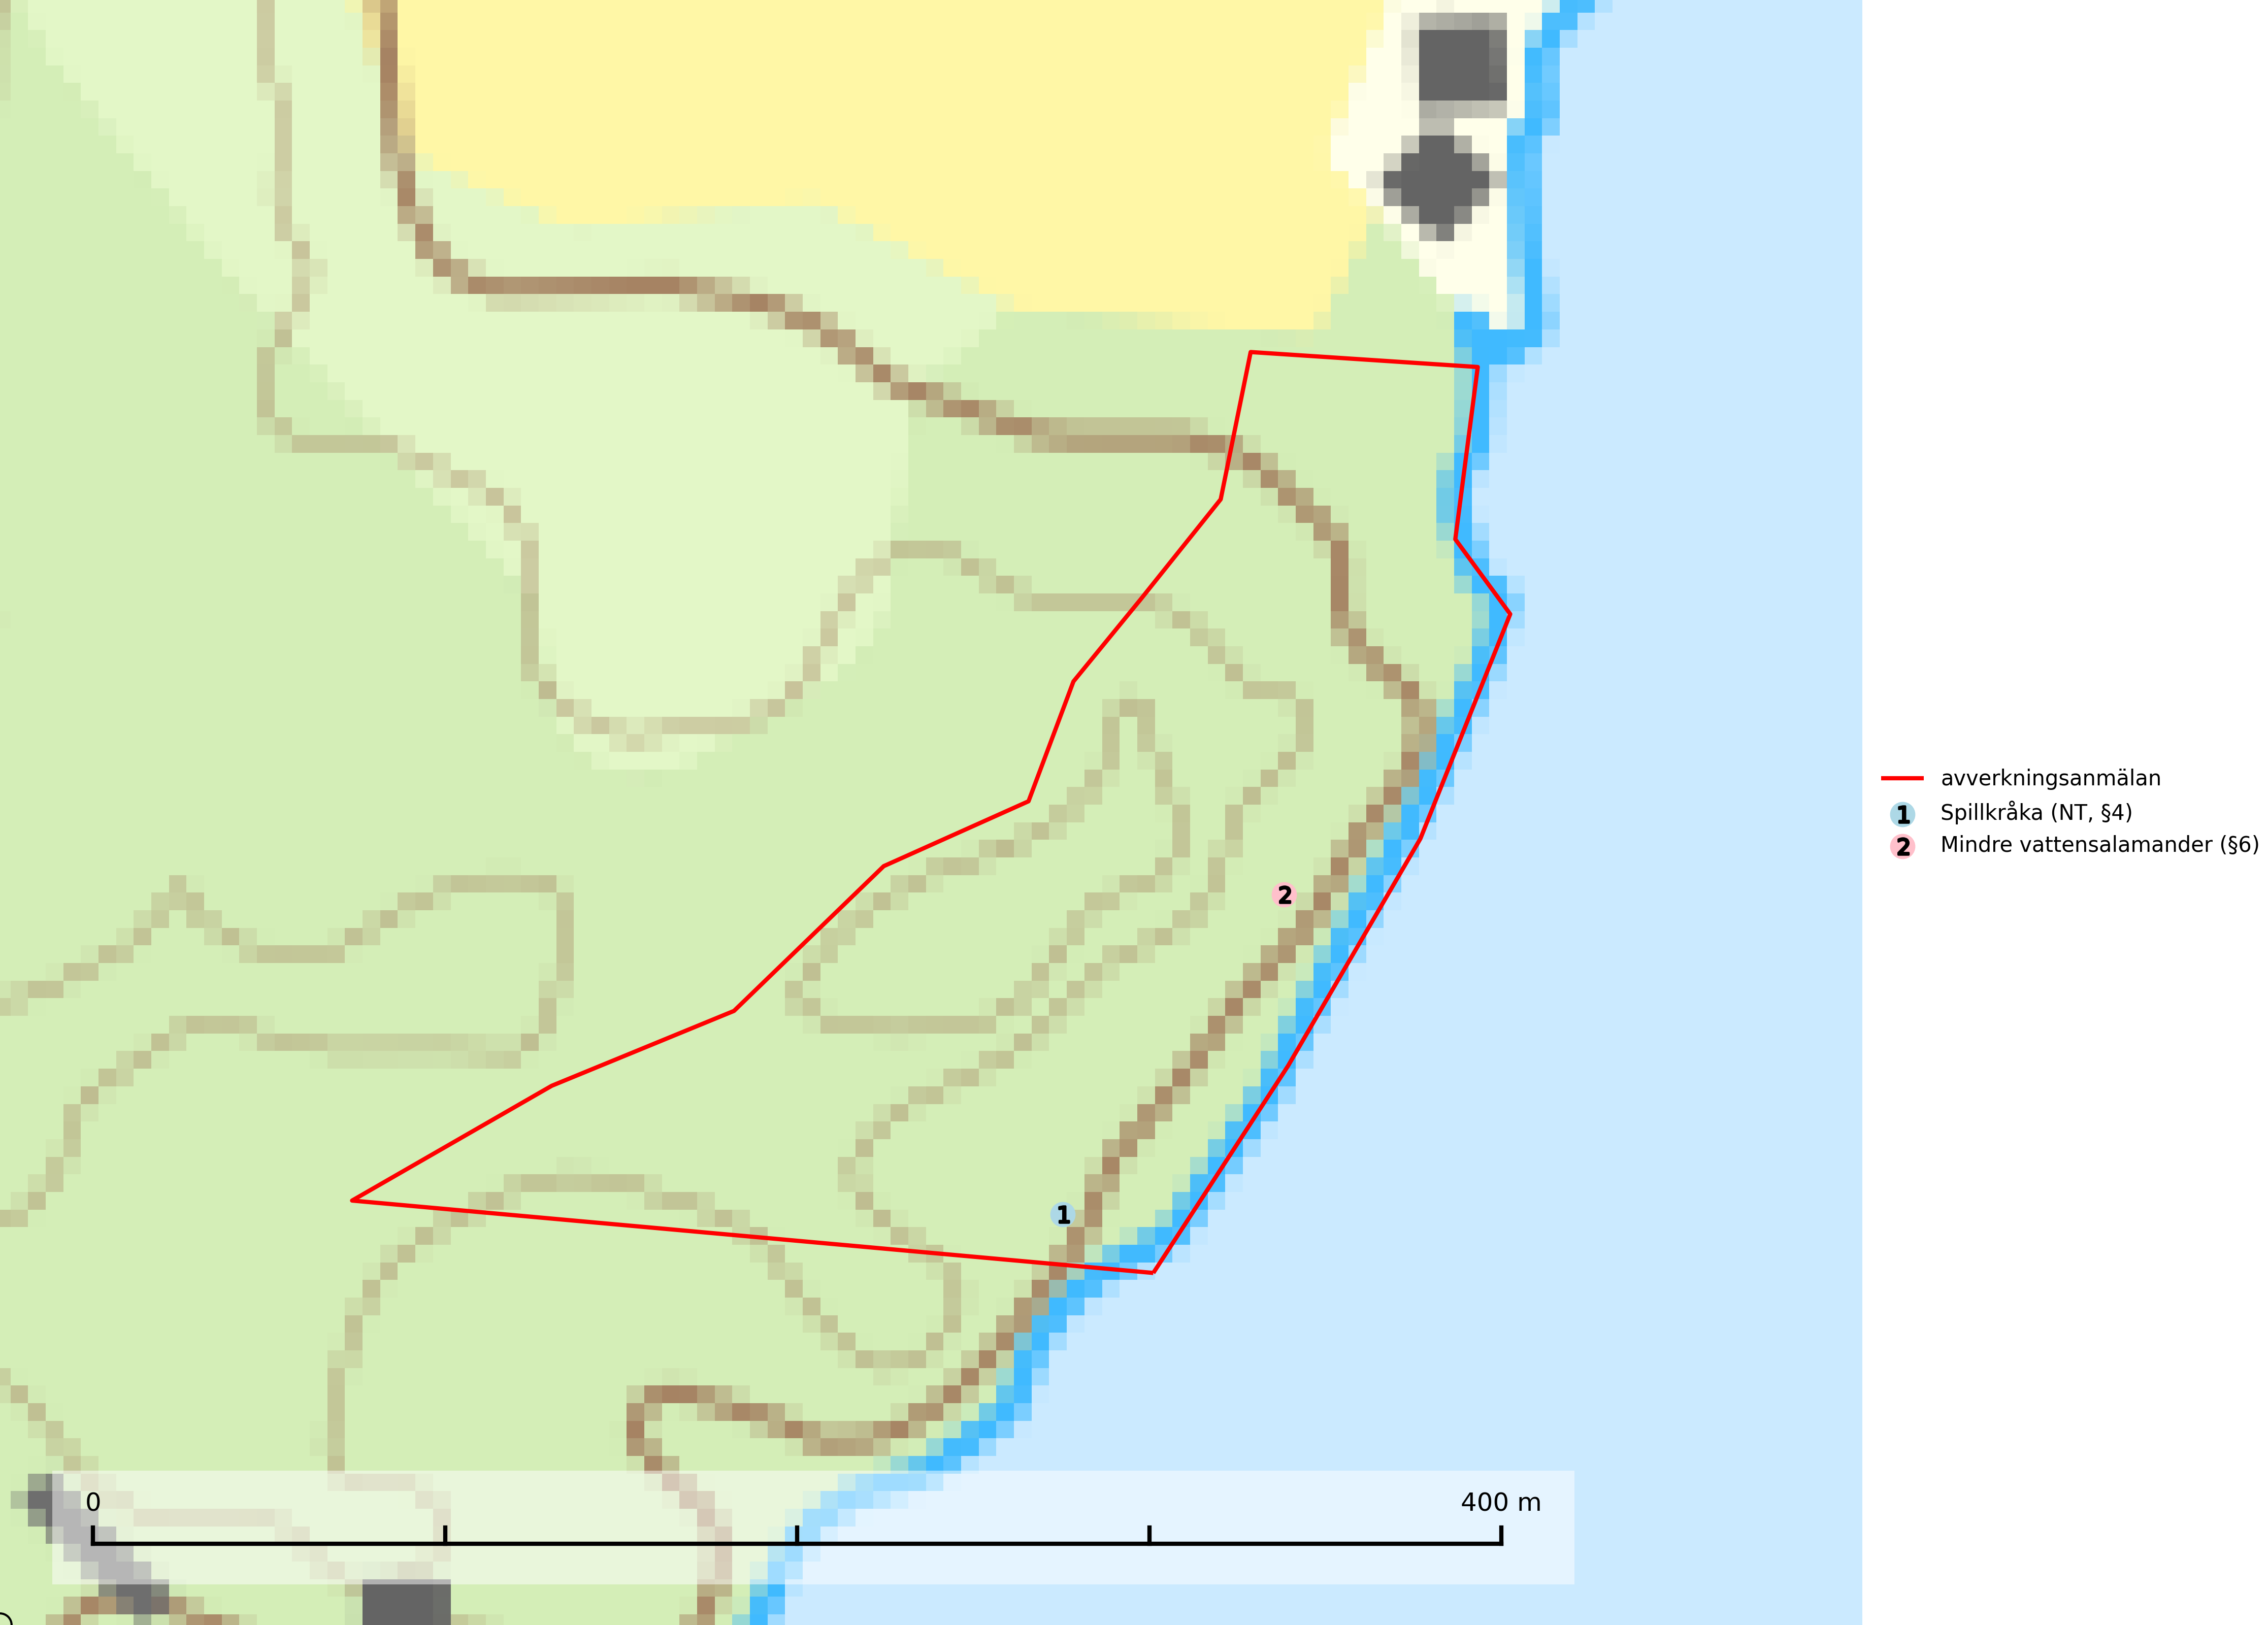 avverkningsanmälan
1 Spillkråka (NT, §4)
2 Mindre vattensalamander (§6)
2
1
0 400 m